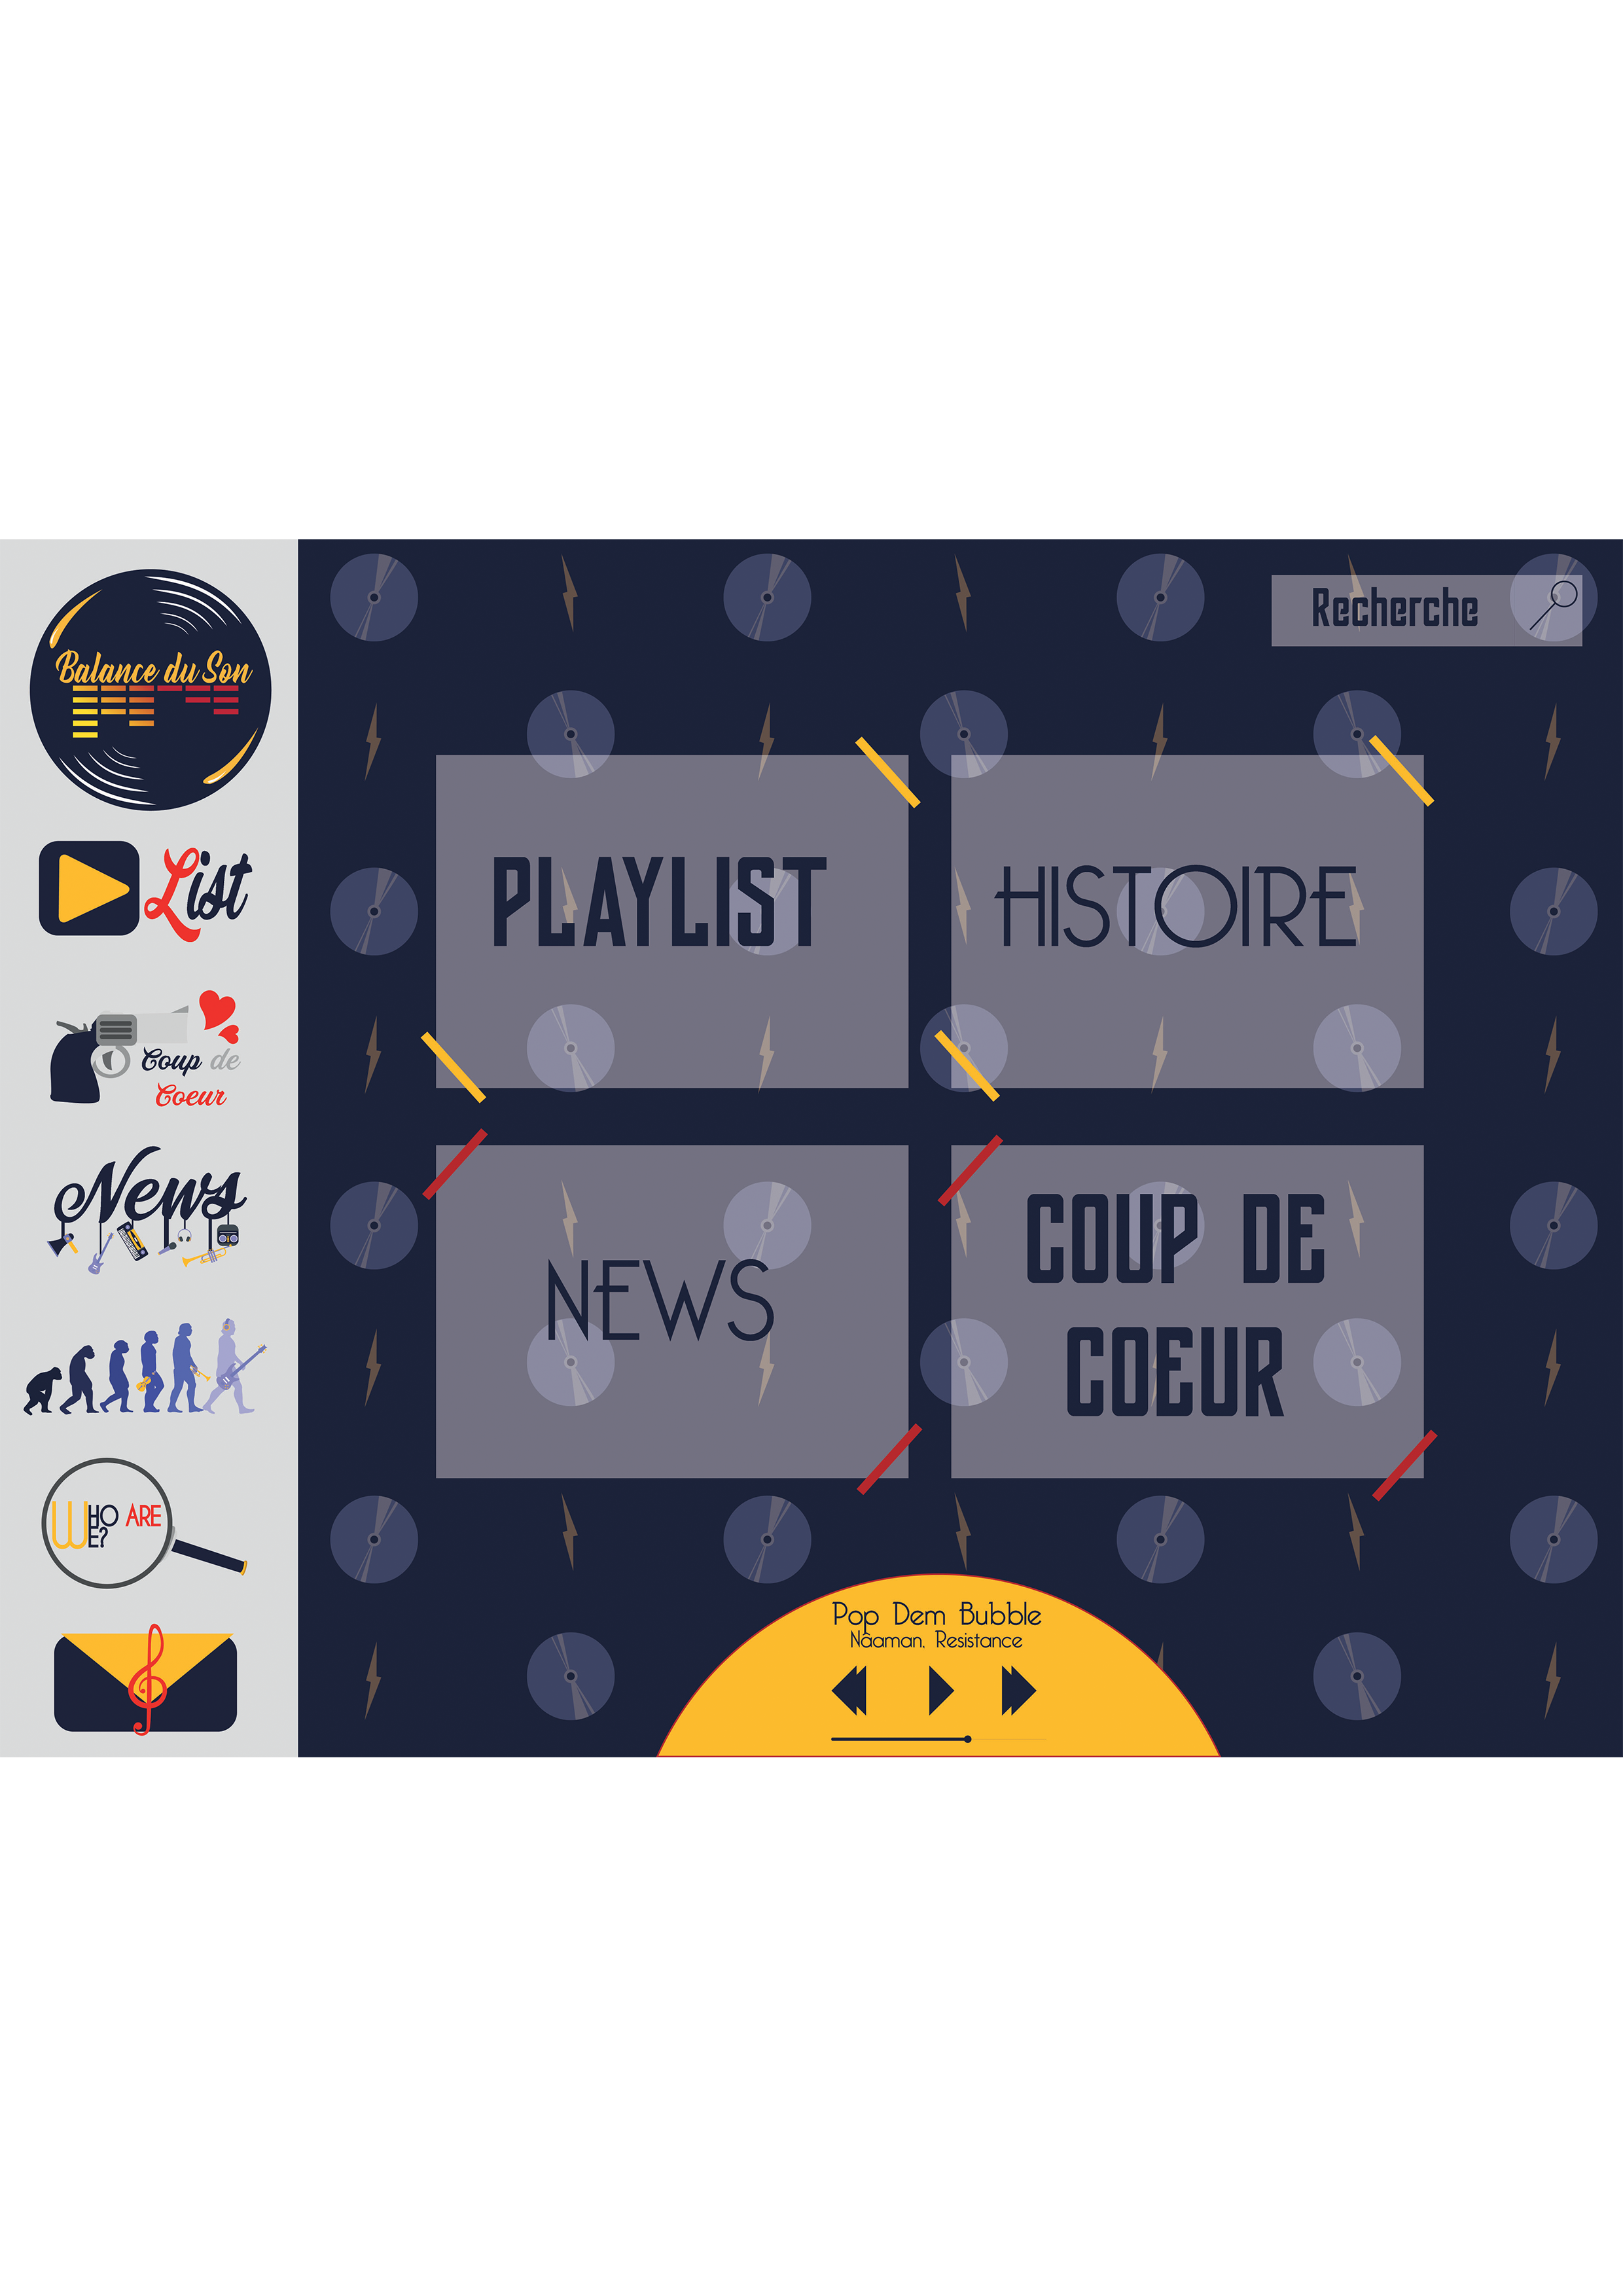 Balance du Son
List
Coup de
Coeur
News
WHO ARE
WE?
Recherche
PLAYLIST
HISTOIRE
NEWS
COUP DE
COEUR
Pop Dem Bubble
Nâaman, Resistance